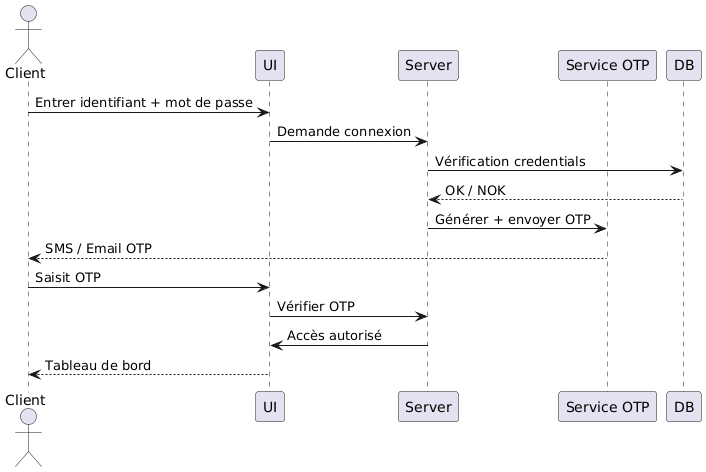 Client
UI
Server
Service OTP
DB
Entrer identifiant + mot de passe
Demande connexion
Vérification credentials
OK / NOK
Générer + envoyer OTP
SMS / Email OTP
Saisit OTP
Vérifier OTP
Accès autorisé
Tableau de bord
Client
UI
Server
Service OTP
DB